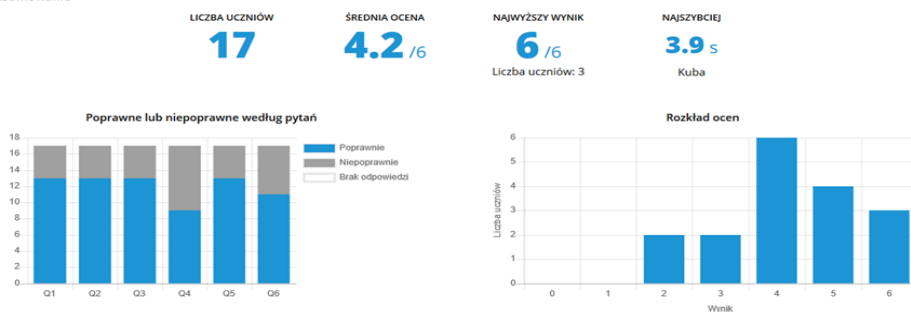 LICZBA UCZNIÓW
17
ŚREDNIA OCENA
4.2 /6
NAJWYŻSZY WYNIK
6 /6
Liczba uczniów: 3
NAJSZYBCIEJ
3.9 s
Kuba
Poprawne lub niepoprawne według pytań
18
16
14
12
10
8
6
4
2
0
Q1 Q2 Q3 Q4 Q5 Q6
Poprawnie
Niepoprawnie
Brak odpowiedzi
Rozkład ocen
Liczba uczniów
6
5
4
3
2
1
0
0 1 2 3 4 5 6
Wynik